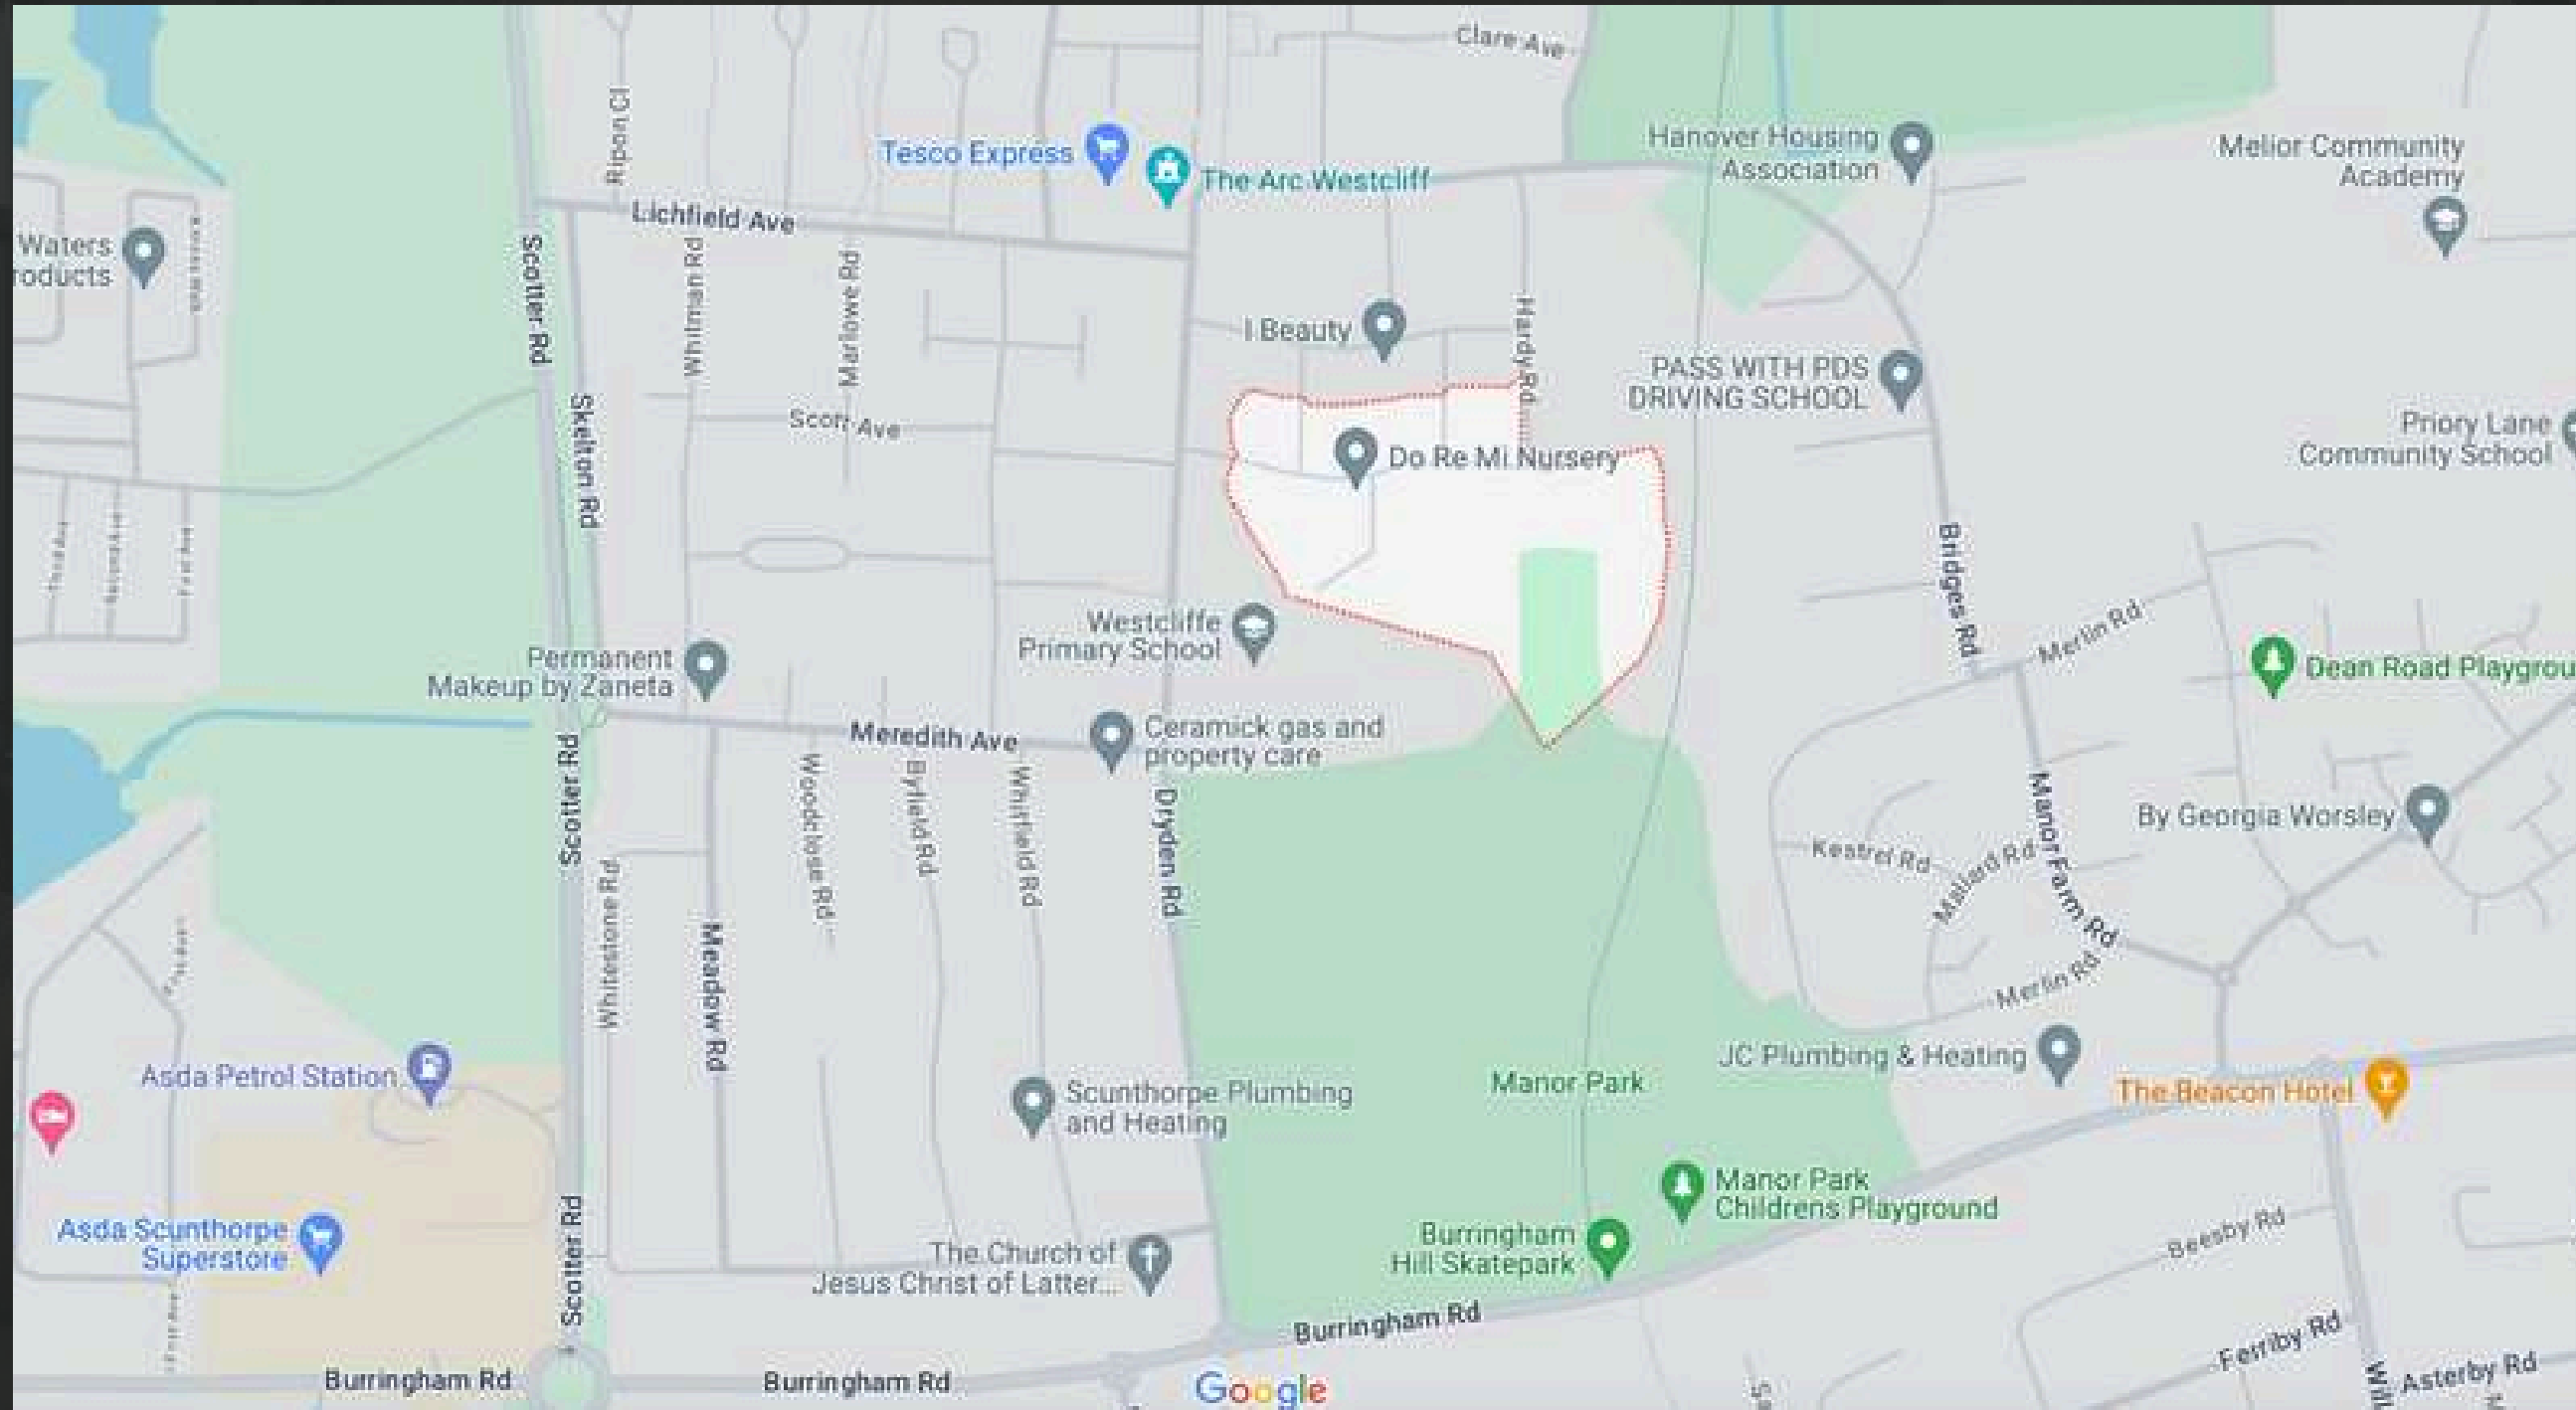 Clare Ave
Ripon Cl
Tesco Express
The Arc Westcliff
Hanover Housing
Association
Melior Community
Academy
Lichfield Ave
Waters
roducts
Scotter Rd
Whitman Rd
Marlowe Rd
I Beauty
Hardy Rd
PASS WITH PDS
DRIVING SCHOOL
Skelton Rd
Scott Ave
Do Re Mi Nursery
Priory Lane
Community School
Third Ave
Second Ave
First Ave
Bridges Rd
Merlin Rd
Westcliffe
Primary School
Permanent
Makeup by Zaneta
Dean Road Playgrou
Meredith Ave
Ceramick gas and
property care
Scotter Rd
Woodclose Rd
Byfield Rd
Whitfield Rd
Dryden Rd
Manor Farm Rd
By Georgia Worsley
Kestrel Rd
Mallard Rd
Whitestone Rd
Meadow Rd
Merlin Rd
Asda Petrol Station
Scunthorpe Plumbing
and Heating
Manor Park
JC Plumbing & Heating
The Beacon Hotel
Manor Park
Childrens Playground
Asda Scunthorpe
Superstore
Scotter Rd
The Church of
Jesus Christ of Latter...
Burringham
Hill Skatepark
Beesby Rd
Burringham Rd
Ferriby Rd
Burringham Rd
Burringham Rd
Google
Asterby Rd